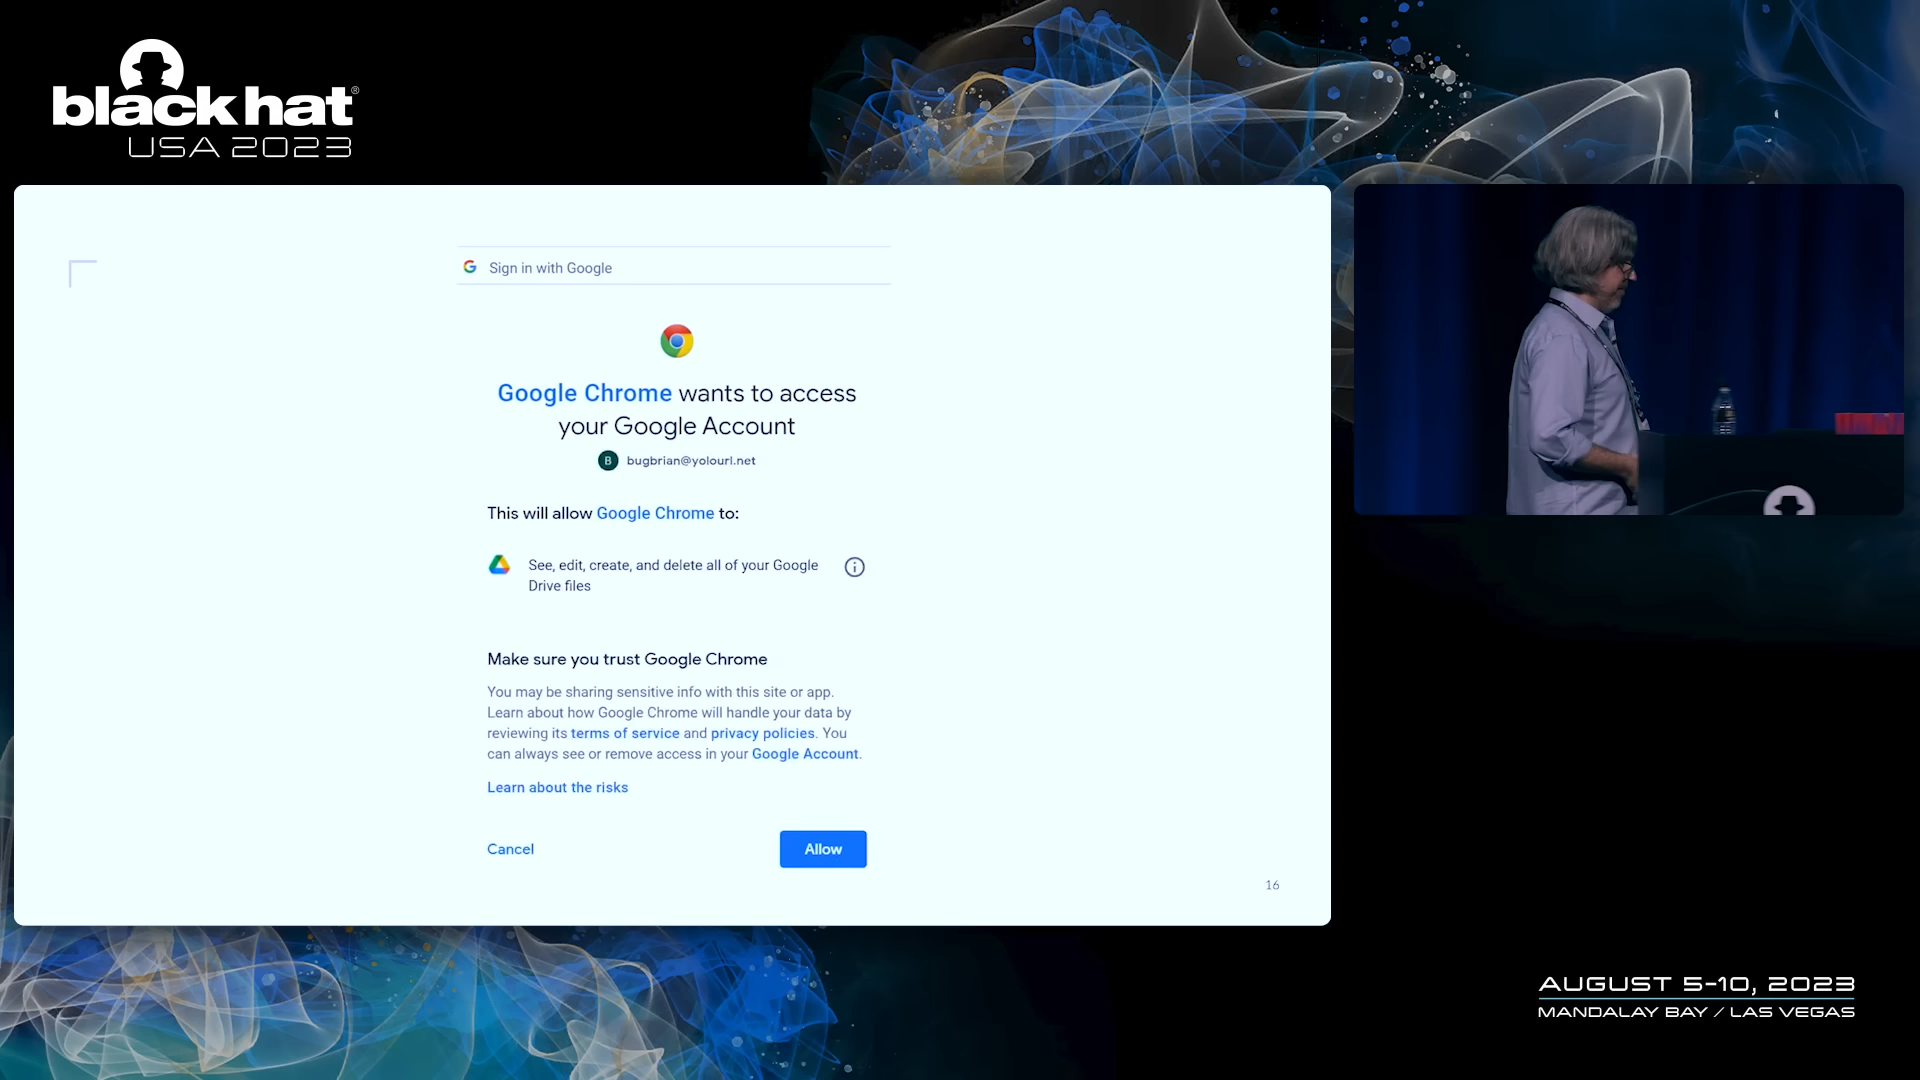 blackhat®
USA 2023
Sign in with Google
Google Chrome wants to access
your Google Account
B bugbrian@yolourl.net
This will allow Google Chrome to:
See, edit, create, and delete all of your Google
Drive files
Make sure you trust Google Chrome
You may be sharing sensitive info with this site or app.
Learn about how Google Chrome will handle your data by
reviewing its terms of service and privacy policies. You
can always see or remove access in your Google Account.
Learn about the risks
Cancel
Allow
16
AUGUST 5-10, 2023
MANDALAY BAY / LAS VEGAS